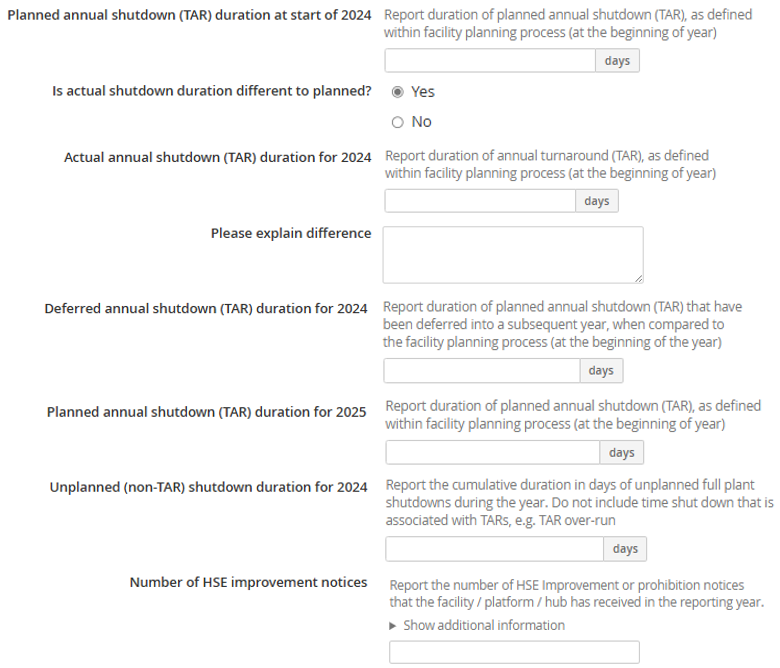 Planned annual shutdown (TAR) duration at start of 2024
Report duration of planned annual shutdown (TAR), as defined
within facility planning process (at the beginning of year)
days
Is actual shutdown duration different to planned?
Yes
No
Actual annual shutdown (TAR) duration for 2024
Report duration of annual turnaround (TAR), as defined
within facility planning process (at the beginning of year)
days
Please explain difference
Deferred annual shutdown (TAR) duration for 2024
Report duration of planned annual shutdown (TAR) that have
been deferred into a subsequent year, when compared to
the facility planning process (at the beginning of the year)
days
Planned annual shutdown (TAR) duration for 2025
Report duration of planned annual shutdown (TAR), as defined
within facility planning process (at the beginning of year)
days
Unplanned (non-TAR) shutdown duration for 2024
Report the cumulative duration in days of unplanned full plant
shutdowns during the year. Do not include time shut down that is
associated with TARs, e.g. TAR over-run
days
Number of HSE improvement notices
Report the number of HSE Improvement or prohibition notices
that the facility / platform / hub has received in the reporting year.
Show additional information